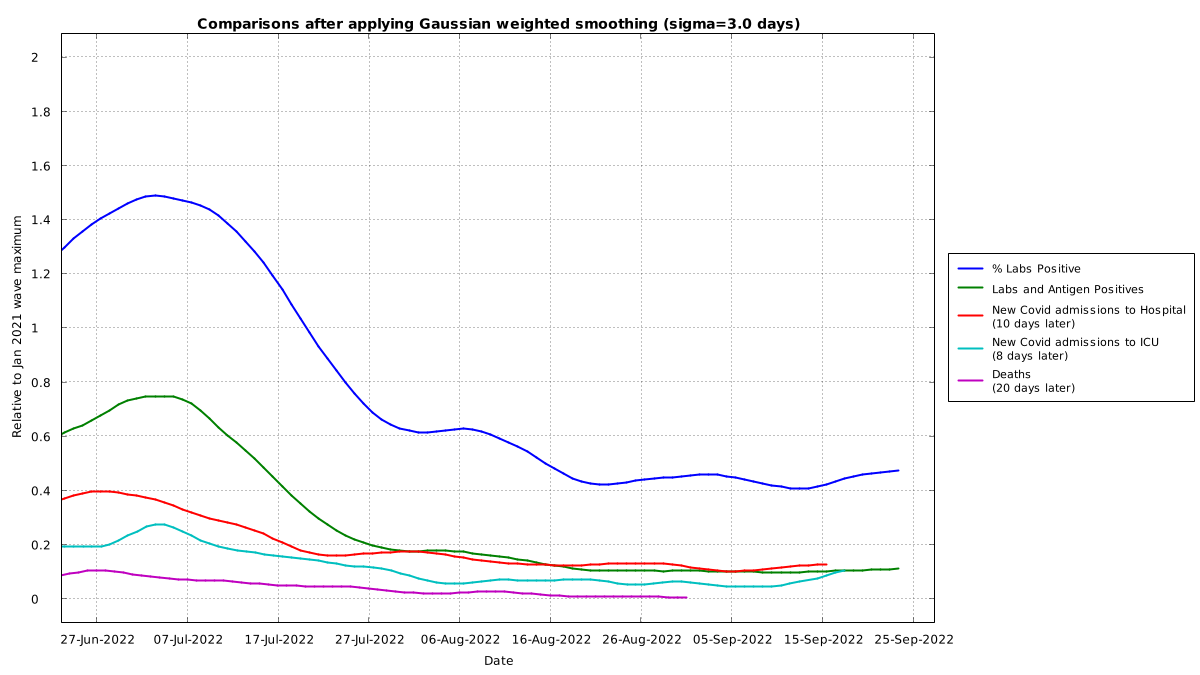 Comparisons after applying Gaussian weighted smoothing (sigma=3.0 days)
Relative to Jan 2021 wave maximum
2
1.8
1.6
1.4
1.2
1
0.8
0.6
0.4
0.2
0
27-Jun-2022 07-Jul-2022 17-Jul-2022 27-Jul-2022 06-Aug-2022 16-Aug-2022 26-Aug-2022 05-Sep-2022 15-Sep-2022 25-Sep-2022
Date
% Labs Positive
Labs and Antigen Positives
New Covid admissions to Hospital
(10 days later)
New Covid admissions to ICU
(8 days later)
Deaths
(20 days later)